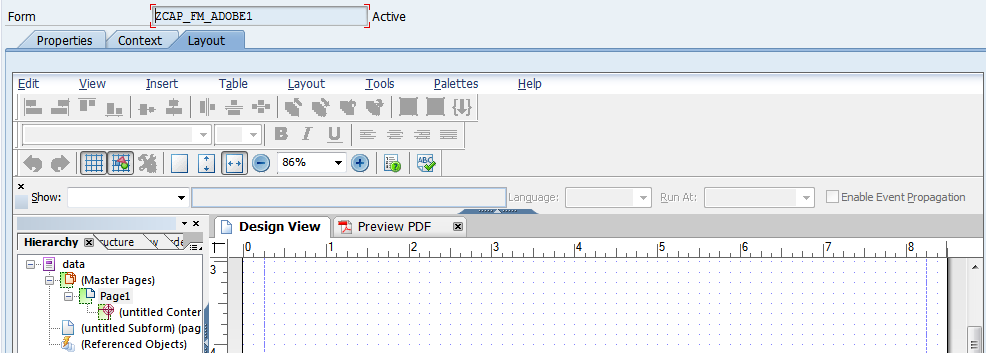 Form ZCAP_FM_ADOBE1 Active
Properties Context Layout
Edit View Insert Table Layout Tools Palettes Help
B I U
86% ABC
Show: Language: Run At: Enable Event Propagation
Hierarchy Design View Preview PDF
0 1 2 3 4 5 6 7 8
data
3
(Master Pages)
Page1
(untitled Conter
(untitled Subform) (pag
(Referenced Objects)
4